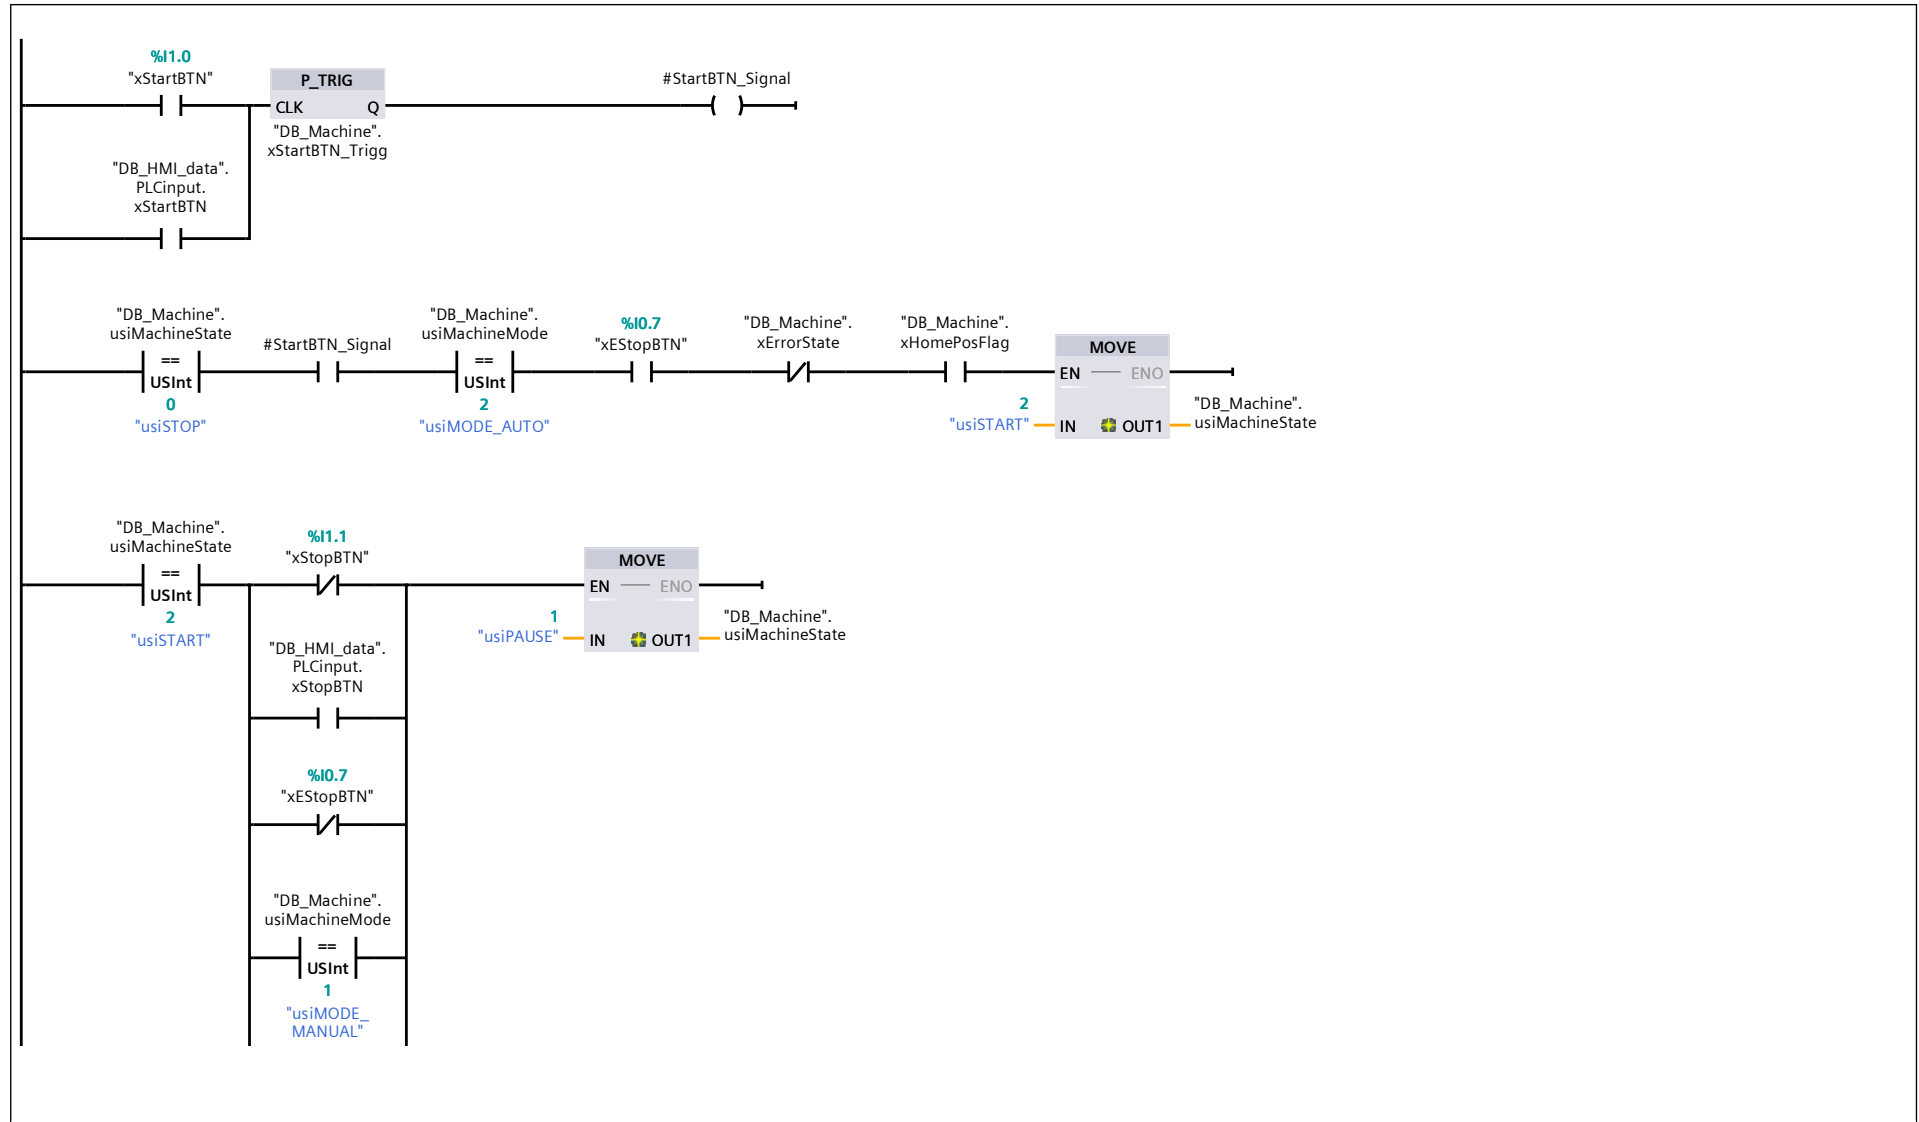 %I1.0
"xStartBTN"
P_TRIG
CLK Q
"DB_Machine".
xStartBTN_Trigg
#StartBTN_Signal
"DB_HMI_data".
PLCinput.
xStartBTN
"DB_Machine".
usiMachineState
==
USInt
0
"usiSTOP"
#StartBTN_Signal
"DB_Machine".
usiMachineMode
==
USInt
2
"usiMODE_AUTO"
%I0.7
"xEStopBTN"
"DB_Machine".
xErrorState
"DB_Machine".
xHomePosFlag
MOVE
EN ENO
2
"usiSTART"
IN OUT1
"DB_Machine".
usiMachineState
"DB_Machine".
usiMachineState
==
USInt
2
"usiSTART"
%I1.1
"xStopBTN"
MOVE
EN ENO
1
"usiPAUSE"
IN OUT1
"DB_Machine".
usiMachineState
"DB_HMI_data".
PLCinput.
xStopBTN
%I0.7
"xEStopBTN"
"DB_Machine".
usiMachineMode
==
USInt
1
"usiMODE_
MANUAL"